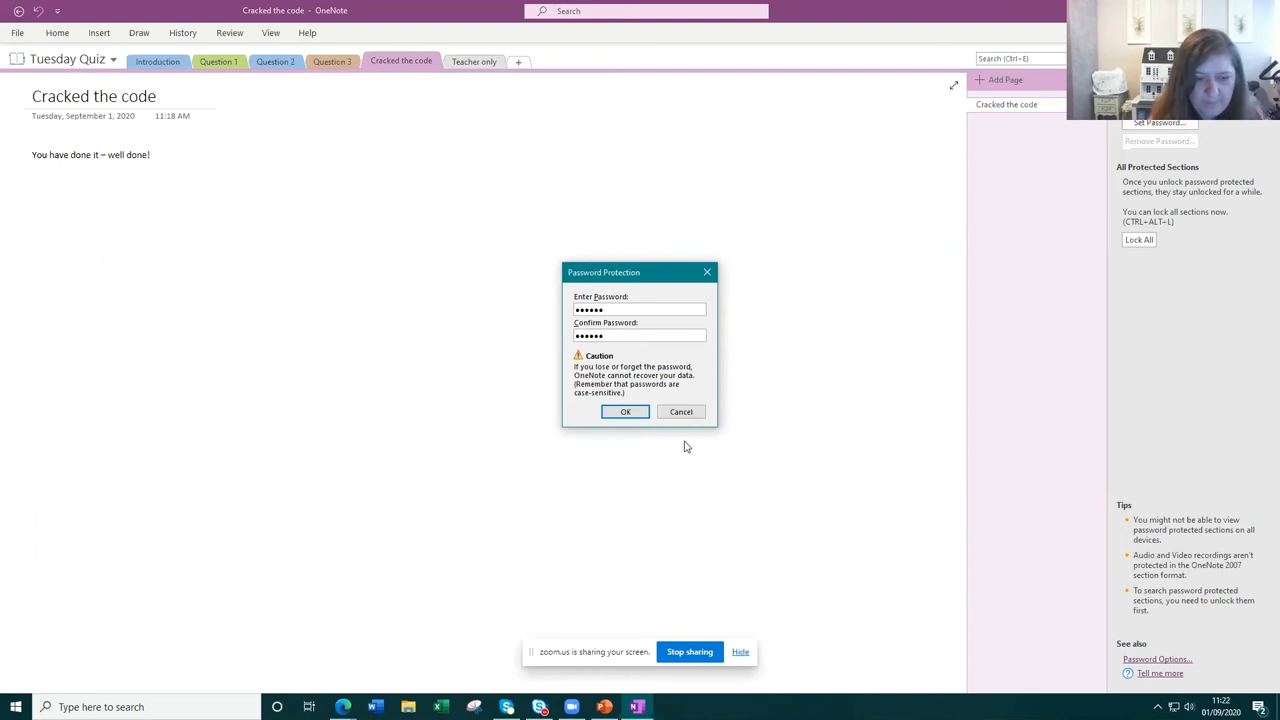 Cracked the code - OneNote
Search
File Home Insert Draw History Review View Help
Tuesday Quiz
Introduction Question 1 Question 2 Question 3 Cracked the code Teacher only +
Search (Ctrl+E)
Add Page
Cracked the code
Cracked the code
Tuesday, September 1, 2020 11:18 AM
You have done it – well done!
Set Password...
Remove Password...
All Protected Sections
Once you unlock password protected
sections, they stay unlocked for a while.
You can lock all sections now.
(CTRL+ALT+L)
Lock All
Password Protection
Enter Password:
••••••
Confirm Password:
••••••
Caution
If you lose or forget the password,
OneNote cannot recover your data.
(Remember that passwords are
case-sensitive.)
OK Cancel
Tips
You might not be able to view
password protected sections on all
devices.
Audio and Video recordings aren't
protected in the OneNote 2007
section format.
To search password protected
sections, you need to unlock them
first.
See also
Password Options...
Tell me more
zoom.us is sharing your screen. Stop sharing Hide
Type here to search
11:22
01/09/2020
2